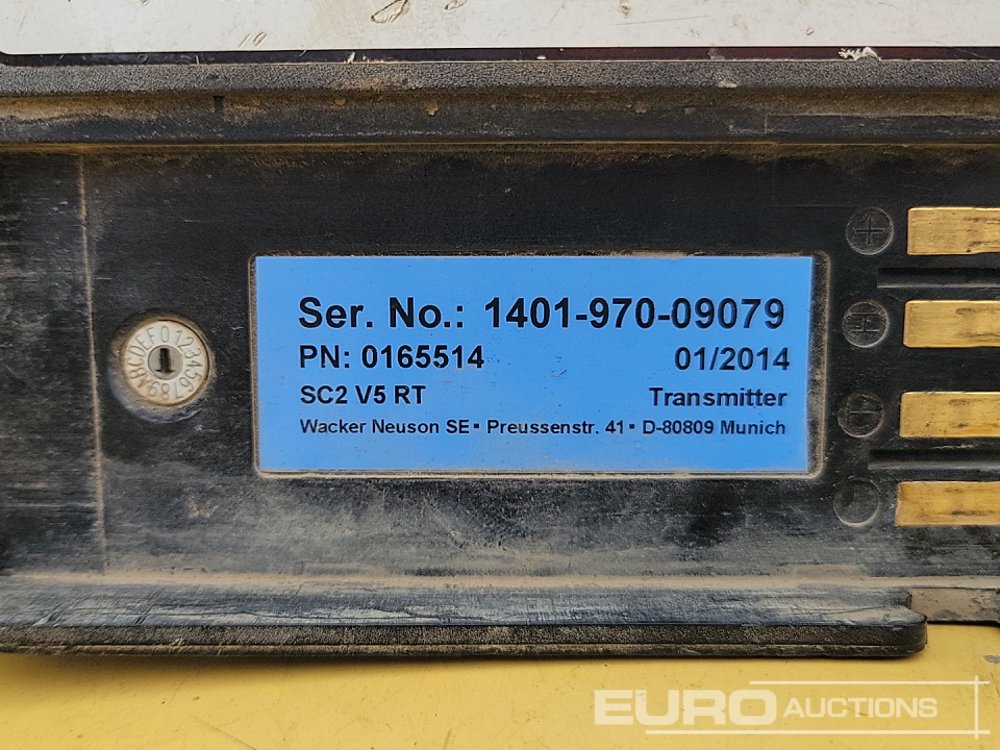 Ser. No.: 1401-970-09079
PN: 0165514 01/2014
SC2 V5 RT Transmitter
Wacker Neuson SE▪ Preussenstr. 41▪ D-80809 Munich
0123456789ABCDEF
EURO AUCTIONS